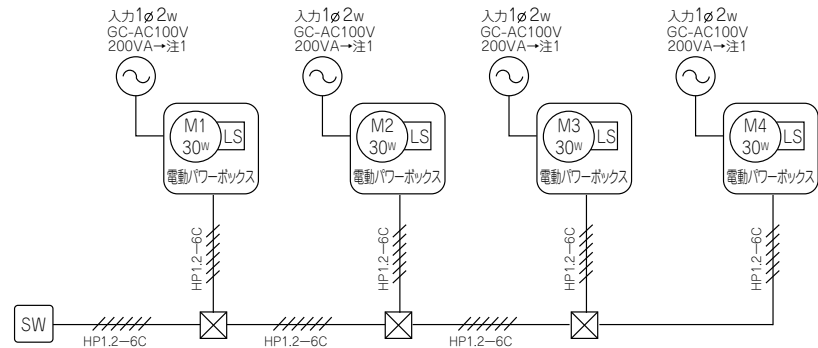 入力1ø2W
GC-AC100V
200VA→注1
入力1ø2W
GC-AC100V
200VA→注1
入力1ø2W
GC-AC100V
200VA→注1
入力1ø2W
GC-AC100V
200VA→注1
M1
30W
LS
電動パワーボックス
M2
30W
LS
電動パワーボックス
M3
30W
LS
電動パワーボックス
M4
30W
LS
電動パワーボックス
HP1.2−6C
HP1.2−6C
HP1.2−6C
HP1.2−6C
SW
HP1.2−6C
HP1.2−6C
HP1.2−6C